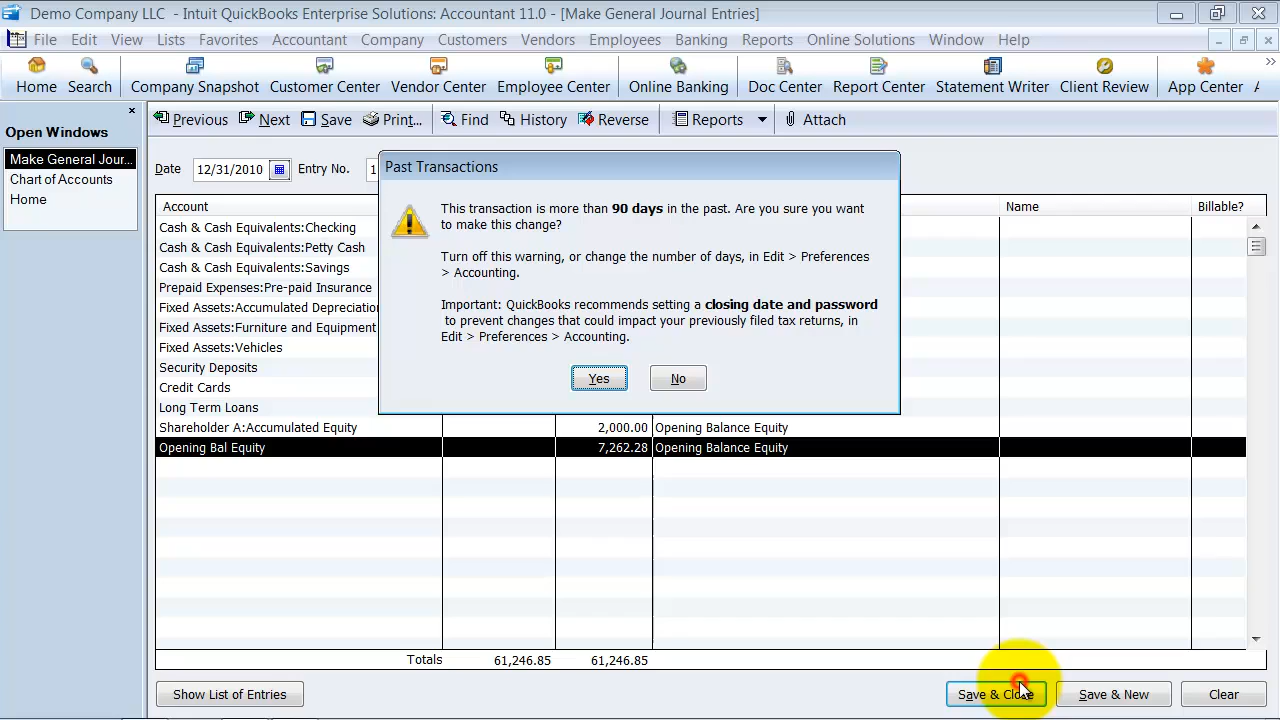 Demo Company LLC - Intuit QuickBooks Enterprise Solutions: Accountant 11.0 - [Make General Journal Entries]
File Edit View Lists Favorites Accountant Company Customers Vendors Employees Banking Reports Online Solutions Window Help
Home Search Company Snapshot Customer Center Vendor Center Employee Center Online Banking Doc Center Report Center Statement Writer Client Review App Center
Open Windows
Make General Jour...
Chart of Accounts
Home
Previous Next Save Print... Find History Reverse Reports Attach
Date 12/31/2010 Entry No. 1
Past Transactions
This transaction is more than 90 days in the past. Are you sure you want
to make this change?
Turn off this warning, or change the number of days, in Edit > Preferences
> Accounting.
Important: QuickBooks recommends setting a closing date and password
to prevent changes that could impact your previously filed tax returns, in
Edit > Preferences > Accounting.
Yes No
Account Name Billable?
Cash & Cash Equivalents:Checking
Cash & Cash Equivalents:Petty Cash
Cash & Cash Equivalents:Savings
Prepaid Expenses:Pre-paid Insurance
Fixed Assets:Accumulated Depreciatio
Fixed Assets:Furniture and Equipment
Fixed Assets:Vehicles
Security Deposits
Credit Cards
Long Term Loans
Shareholder A:Accumulated Equity 2,000.00 Opening Balance Equity
Opening Bal Equity 7,262.28 Opening Balance Equity
Totals 61,246.85 61,246.85
Show List of Entries Save & Close Save & New Clear